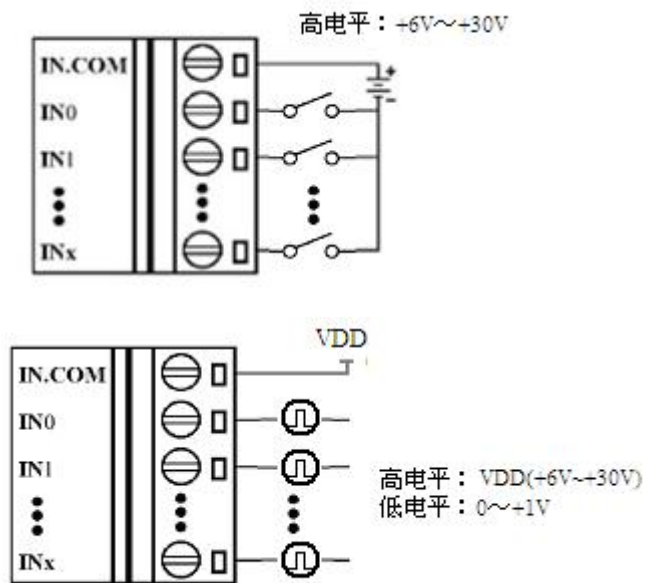 高电平：+6V～+30V
IN.COM
IN0
IN1
INx
VDD
IN.COM
IN0
IN1
INx
高电平：VDD(+6V~+30V)
低电平：0～+1V